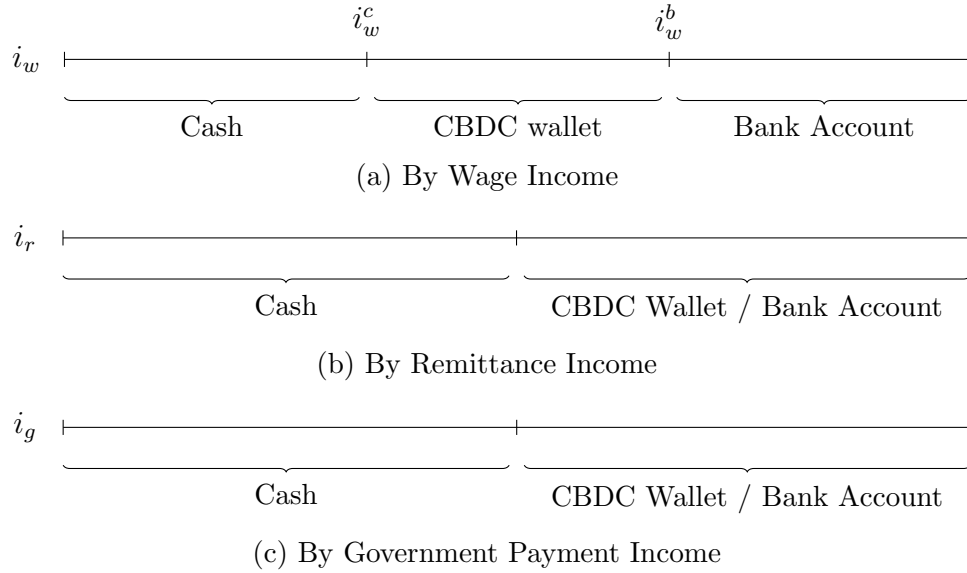 i_w^c i_w^b
i_w
Cash CBDC wallet Bank Account
(a) By Wage Income
i_r
Cash CBDC Wallet / Bank Account
(b) By Remittance Income
i_g
Cash CBDC Wallet / Bank Account
(c) By Government Payment Income